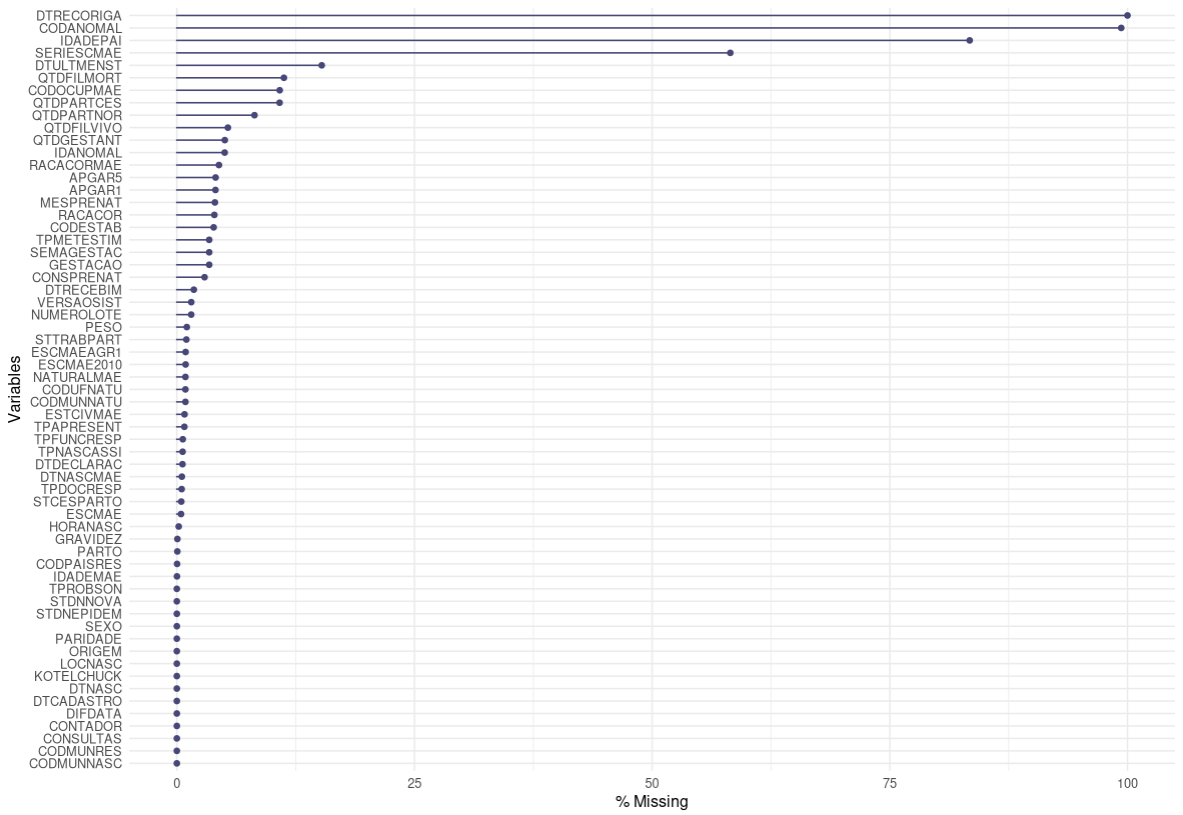 DTRECORIGA
CODANOMAL
IDADEPAI
SERIESCMAE
DTULTMENST
QTDFILMORT
CODOCUPMAE
QTDPARTCES
QTDPARTNOR
QTDFILVIVO
QTDGESTANT
IDANOMAL
RACACORMAE
APGAR5
APGAR1
MESPRENAT
RACACOR
CODESTAB
TPMETESTIM
SEMAGESTAC
GESTACAO
CONSPRENAT
DTRECEBIM
VERSAOSIST
NUMEROLOTE
PESO
STTRABPART
ESCMAEAGR1
ESCMAE2010
NATURALMAE
CODUFNATU
CODMUNNATU
ESTCIVMAE
TPAPRESENT
TPFUNCRESP
TPNASCASSI
DTDECLARAC
DTNASCMAE
TPDOCRESP
STCESPARTO
ESCMAE
HORANASC
GRAVIDEZ
PARTO
CODPAISRES
IDADEMAE
TPROBSON
STDNNOVA
STDNEPIDEM
SEXO
PARIDADE
ORIGEM
LOCNASC
KOTELCHUCK
DTNASC
DTCADASTRO
DIFDATA
CONTADOR
CONSULTAS
CODMUNRES
CODMUNNASC
Variables
0 25 50 75 100
% Missing